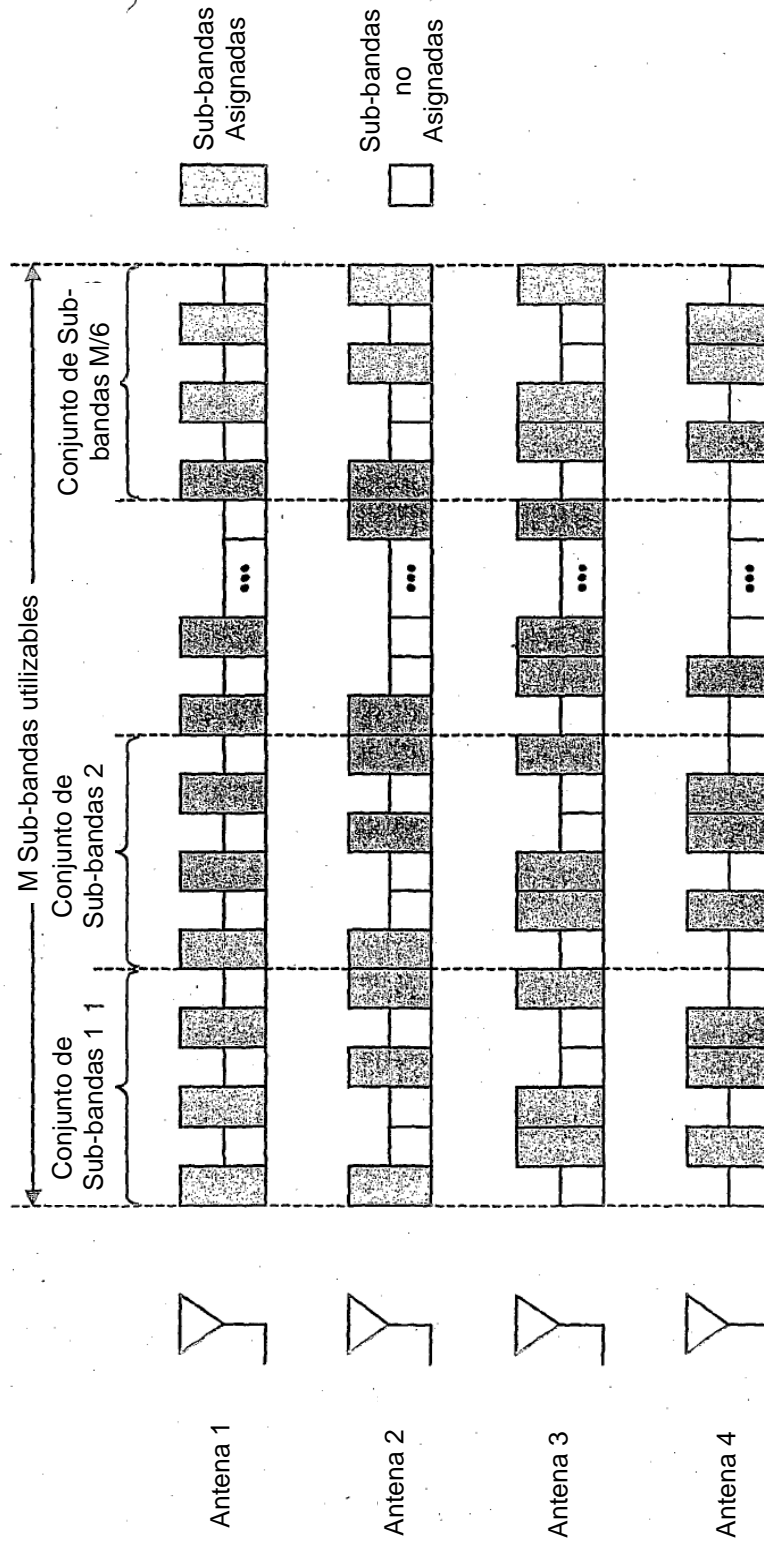 M Sub-bandas utilizables
Conjunto de
Sub-bandas 1 1
Conjunto de
Sub-bandas 2
Conjunto de Sub-
bandas M/6
Antena 1
•••
Sub-bandas
Asignadas
Antena 2
•••
Sub-bandas
no
Asignadas
Antena 3
•••
Antena 4
•••